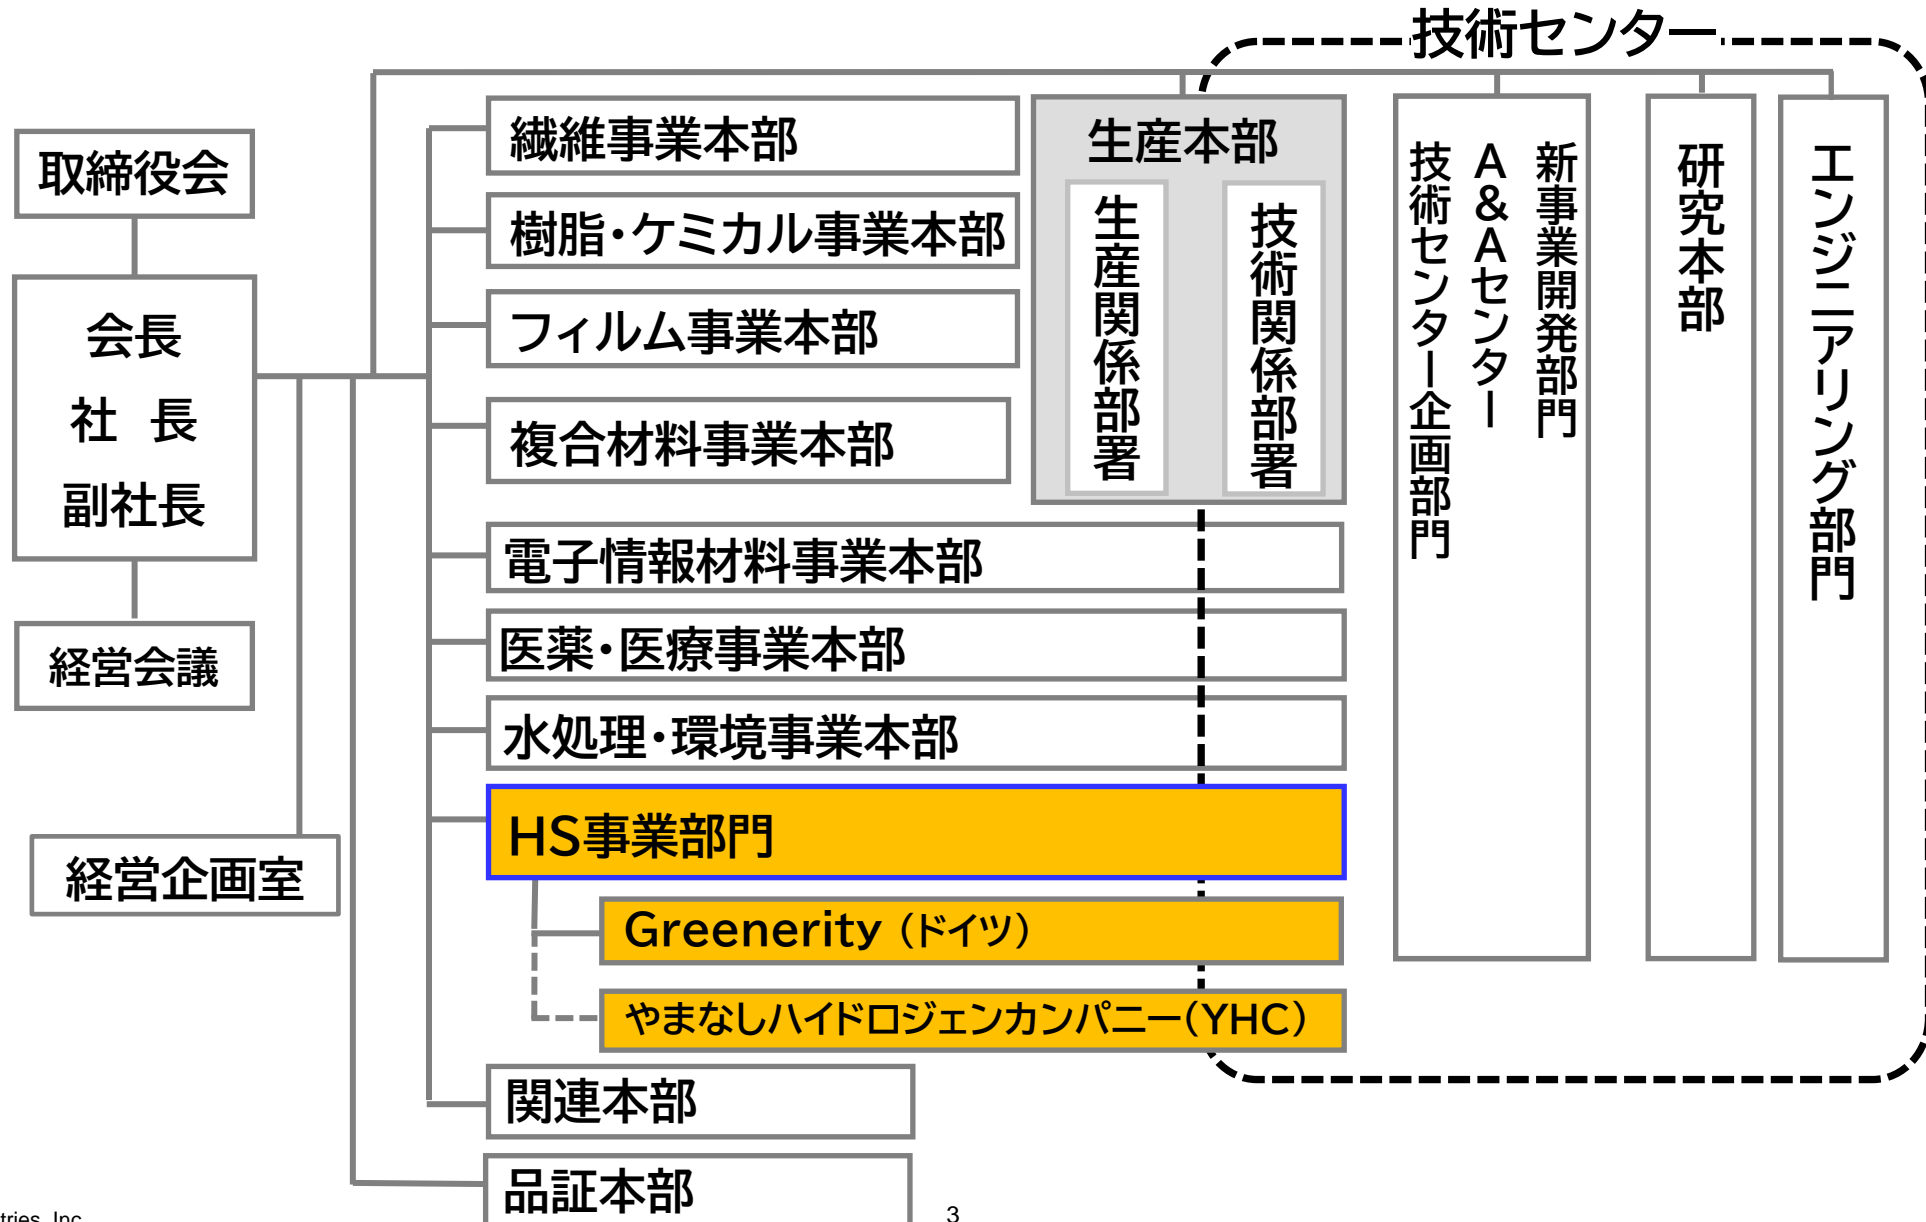 技術センター
取締役会
会長
社 長
副社長
経営会議
経営企画室
繊維事業本部
樹脂・ケミカル事業本部
フィルム事業本部
複合材料事業本部
電子情報材料事業本部
医薬・医療事業本部
水処理・環境事業本部
HS事業部門
Greenerity（ドイツ）
やまなしハイドロジェンカンパニー（YHC）
関連本部
品証本部
生産本部
生産関係部署
技術関係部署
新事業開発部門
A&Aセンター
技術センター企画部門
研究本部
エンジニアリング部門
tries, Inc.
3